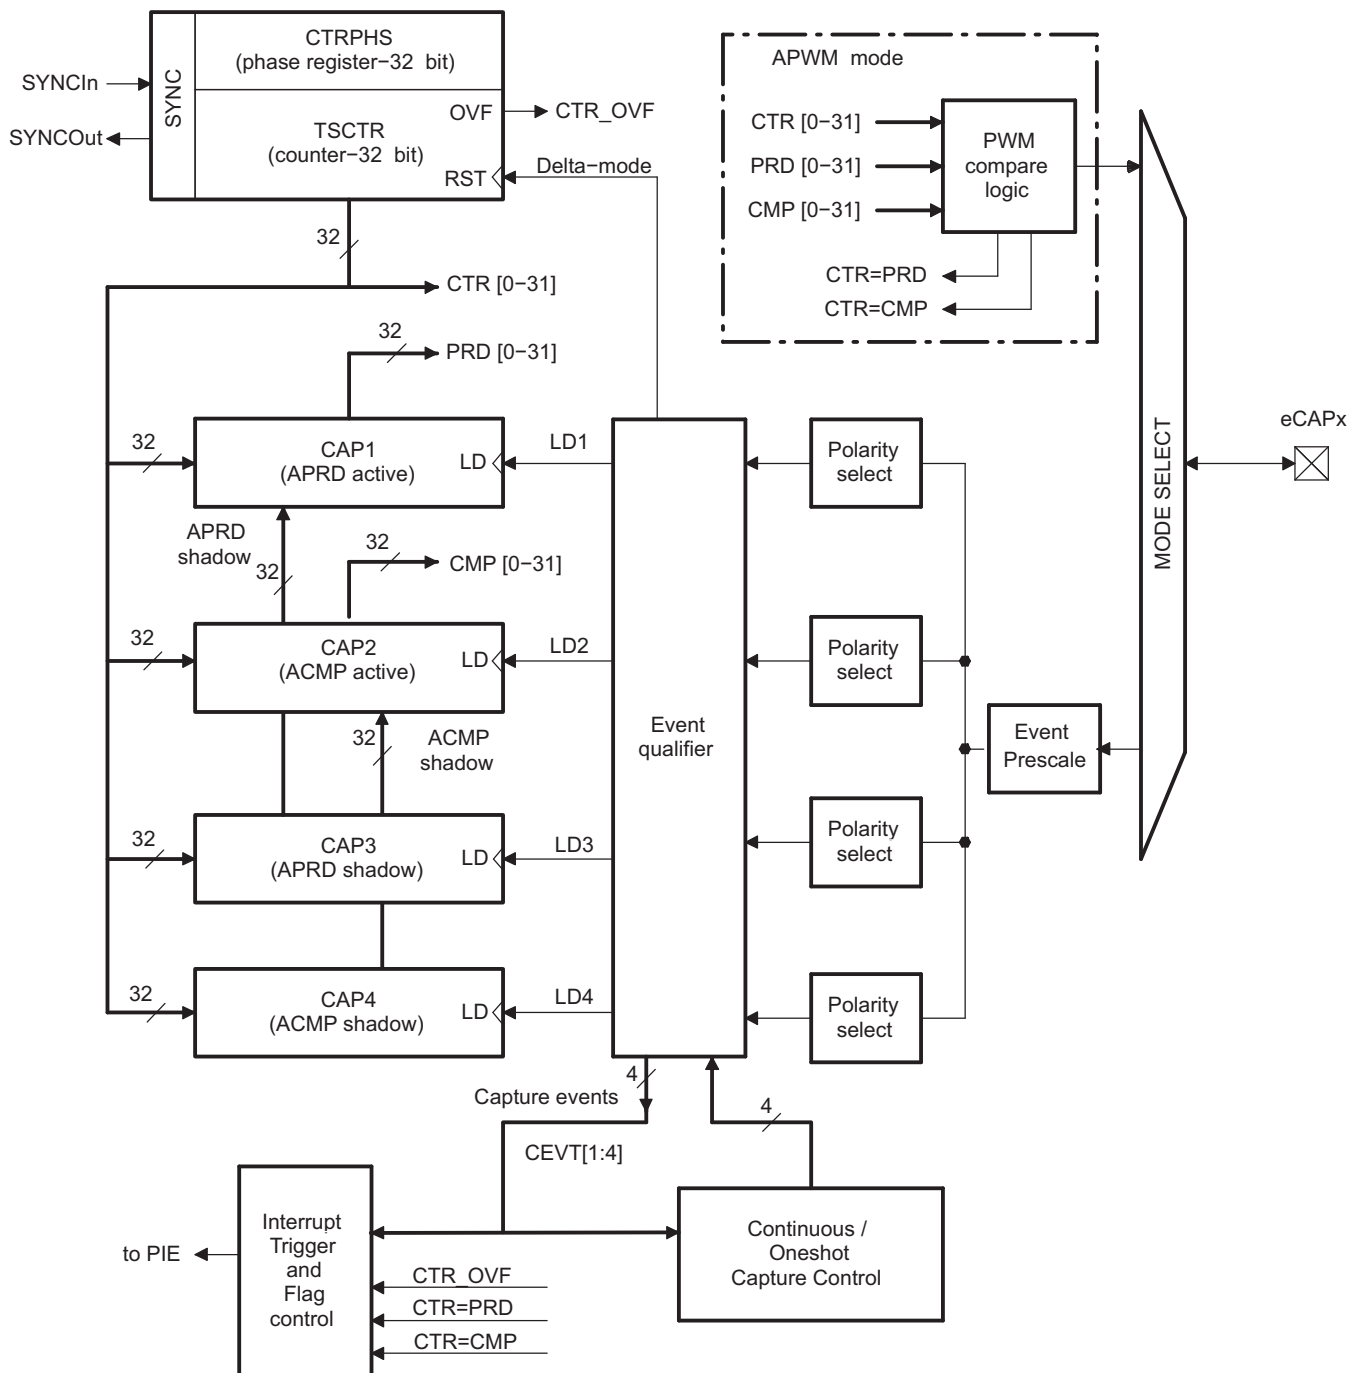 CTRPHS
(phase register−32 bit)
SYNC
SYNCIn
SYNCOut
OVF
CTR_OVF
TSCTR
(counter−32 bit)
RST
Delta−mode
32
CTR [0−31]
32
PRD [0−31]
APWM mode
CTR [0−31]
PRD [0−31]
CMP [0−31]
PWM
compare
logic
CTR=PRD
CTR=CMP
MODE SELECT
eCAPx
32
CAP1
(APRD active)
LD
LD1
Polarity
select
APRD
shadow
32
32
CMP [0−31]
32
CAP2
(ACMP active)
LD
LD2
Polarity
select
32
ACMP
shadow
Event
qualifier
Event
Prescale
32
CAP3
(APRD shadow)
LD
LD3
Polarity
select
32
CAP4
(ACMP shadow)
LD
LD4
Polarity
select
4
Capture events
4
CEVT[1:4]
Interrupt
Trigger
and
Flag
control
to PIE
CTR_OVF
CTR=PRD
CTR=CMP
Continuous /
Oneshot
Capture Control